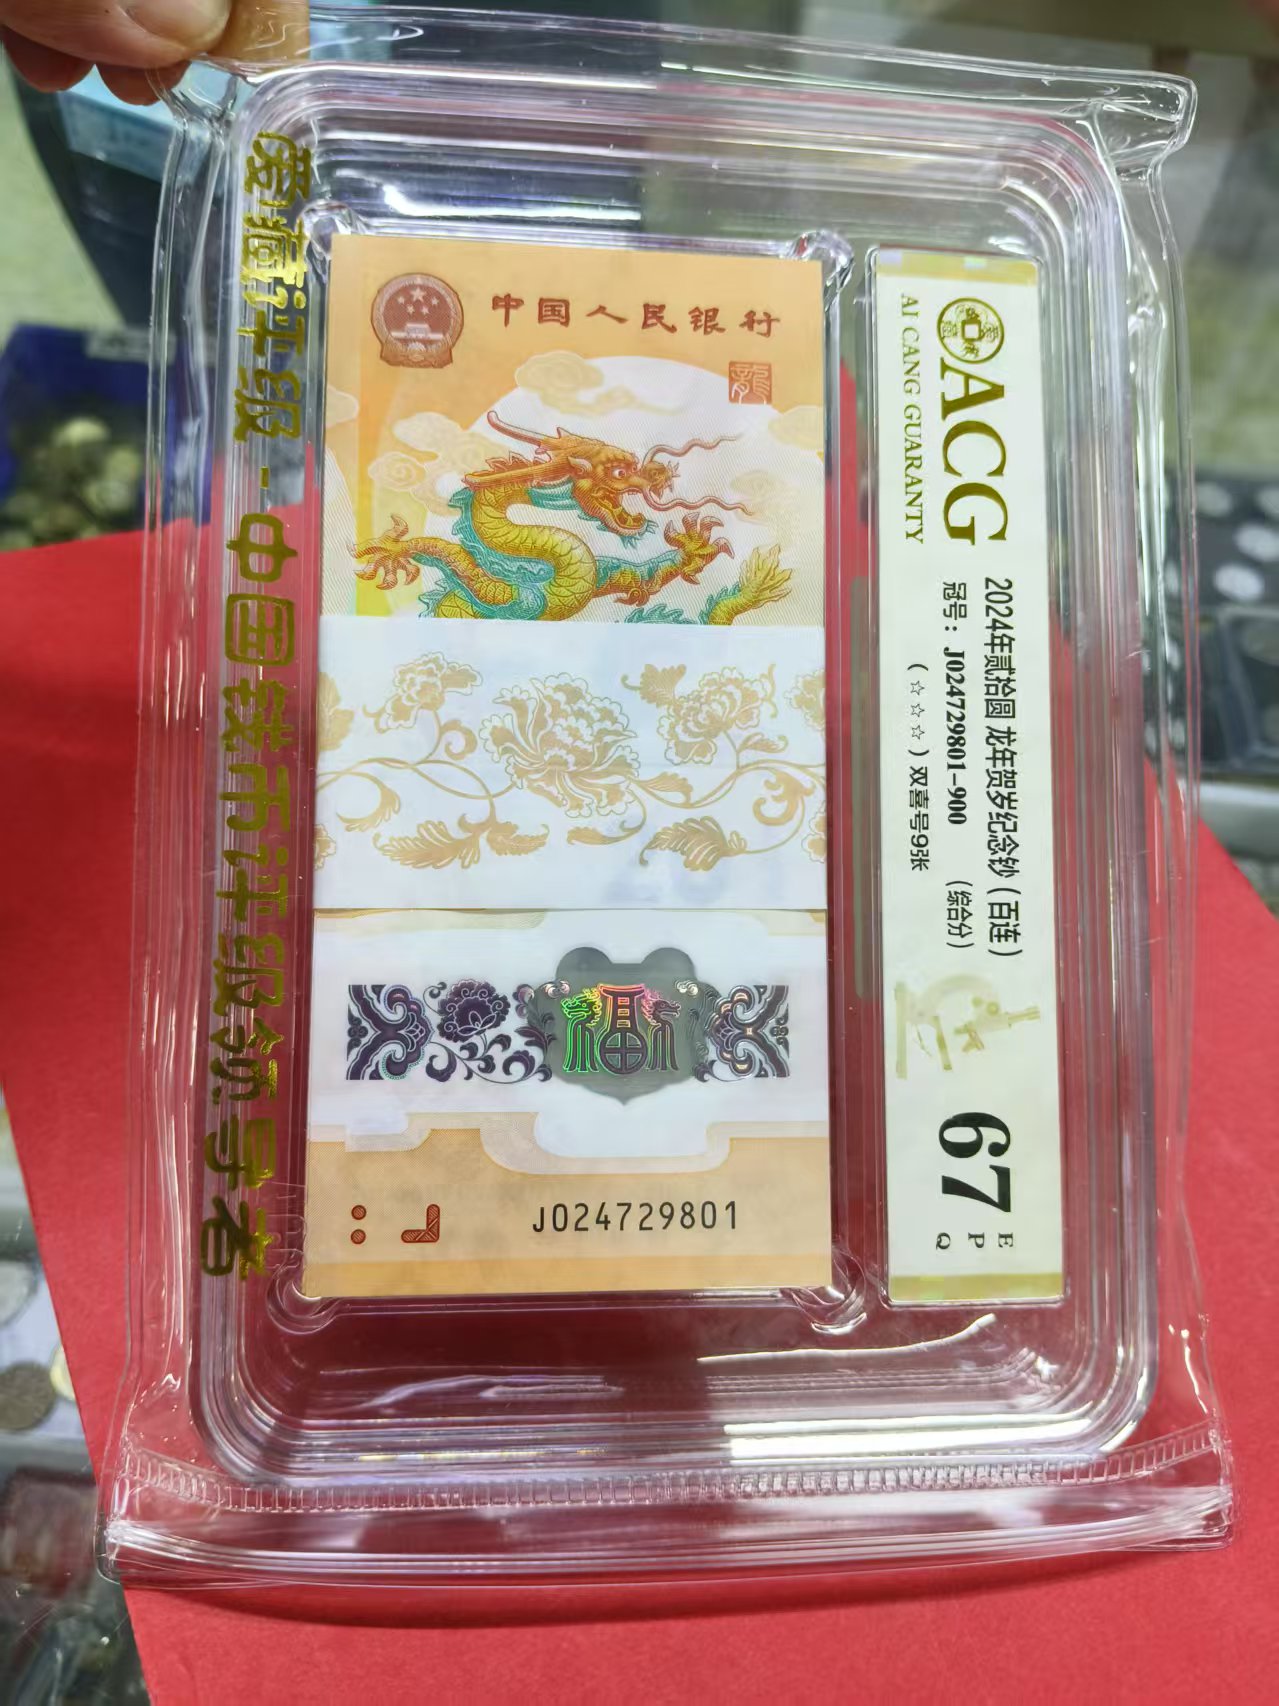 爱藏评级-中国钱币评级领导者
中国人民银行
龍
福
J024729801
ACG
AI CANG GUARANTY
2024年贰拾圆 龙年贺岁纪念钞(百连)
冠号:J024729801-900 (综合分)
(☆☆☆)双喜号9张
67
E
P
Q